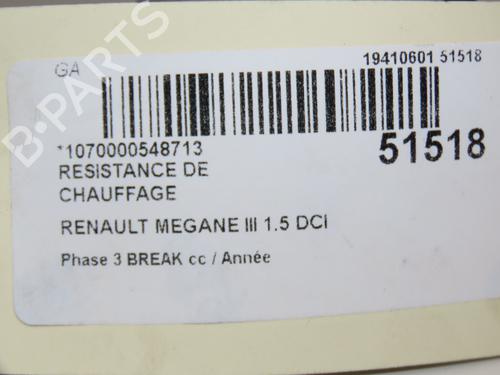 GA
19410601 51518
*1070000548713
51518
RESISTANCE DE
CHAUFFAGE
RENAULT MEGANE III 1.5 DCI
Phase 3 BREAK cc / Année
B-PARTS